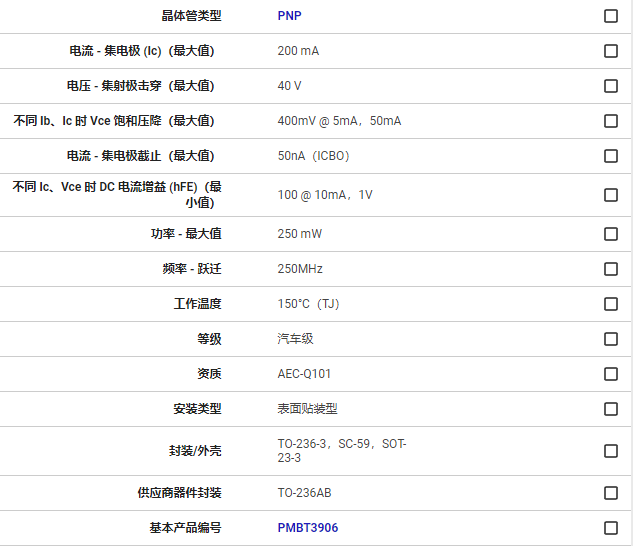 晶体管类型 PNP
电流 - 集电极 (Ic)（最大值） 200 mA
电压 - 集射极击穿（最大值） 40 V
不同 Ib、Ic 时 Vce 饱和压降（最大值） 400mV @ 5mA，50mA
电流 - 集电极截止（最大值） 50nA（ICBO）
不同 Ic、Vce 时 DC 电流增益 (hFE)（最
小值） 100 @ 10mA，1V
功率 - 最大值 250 mW
频率 - 跃迁 250MHz
工作温度 150°C（TJ）
等级 汽车级
资质 AEC-Q101
安装类型 表面贴装型
封装/外壳 TO-236-3，SC-59，SOT-
23-3
供应商器件封装 TO-236AB
基本产品编号 PMBT3906